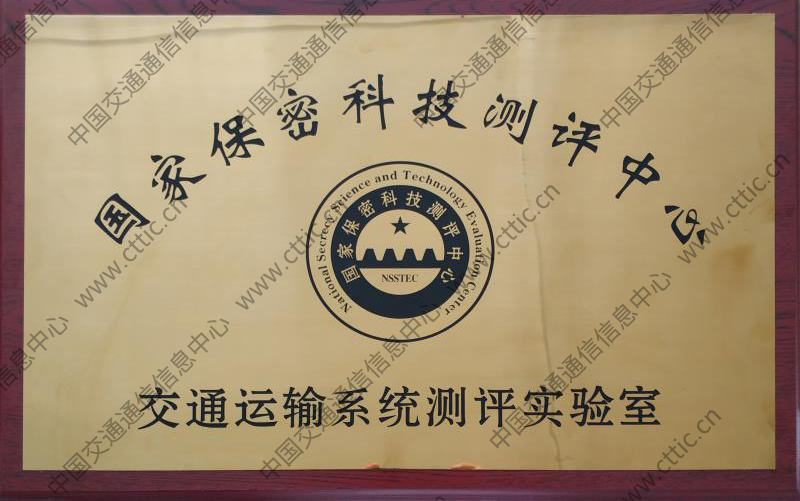 国家保密科技测评中心
National Secrecy Science and Technology Evaluation Center
国家保密科技测评中心
NSSTEC
交通运输系统测评实验室
中国交通通信信息中心 www.cttic.cn